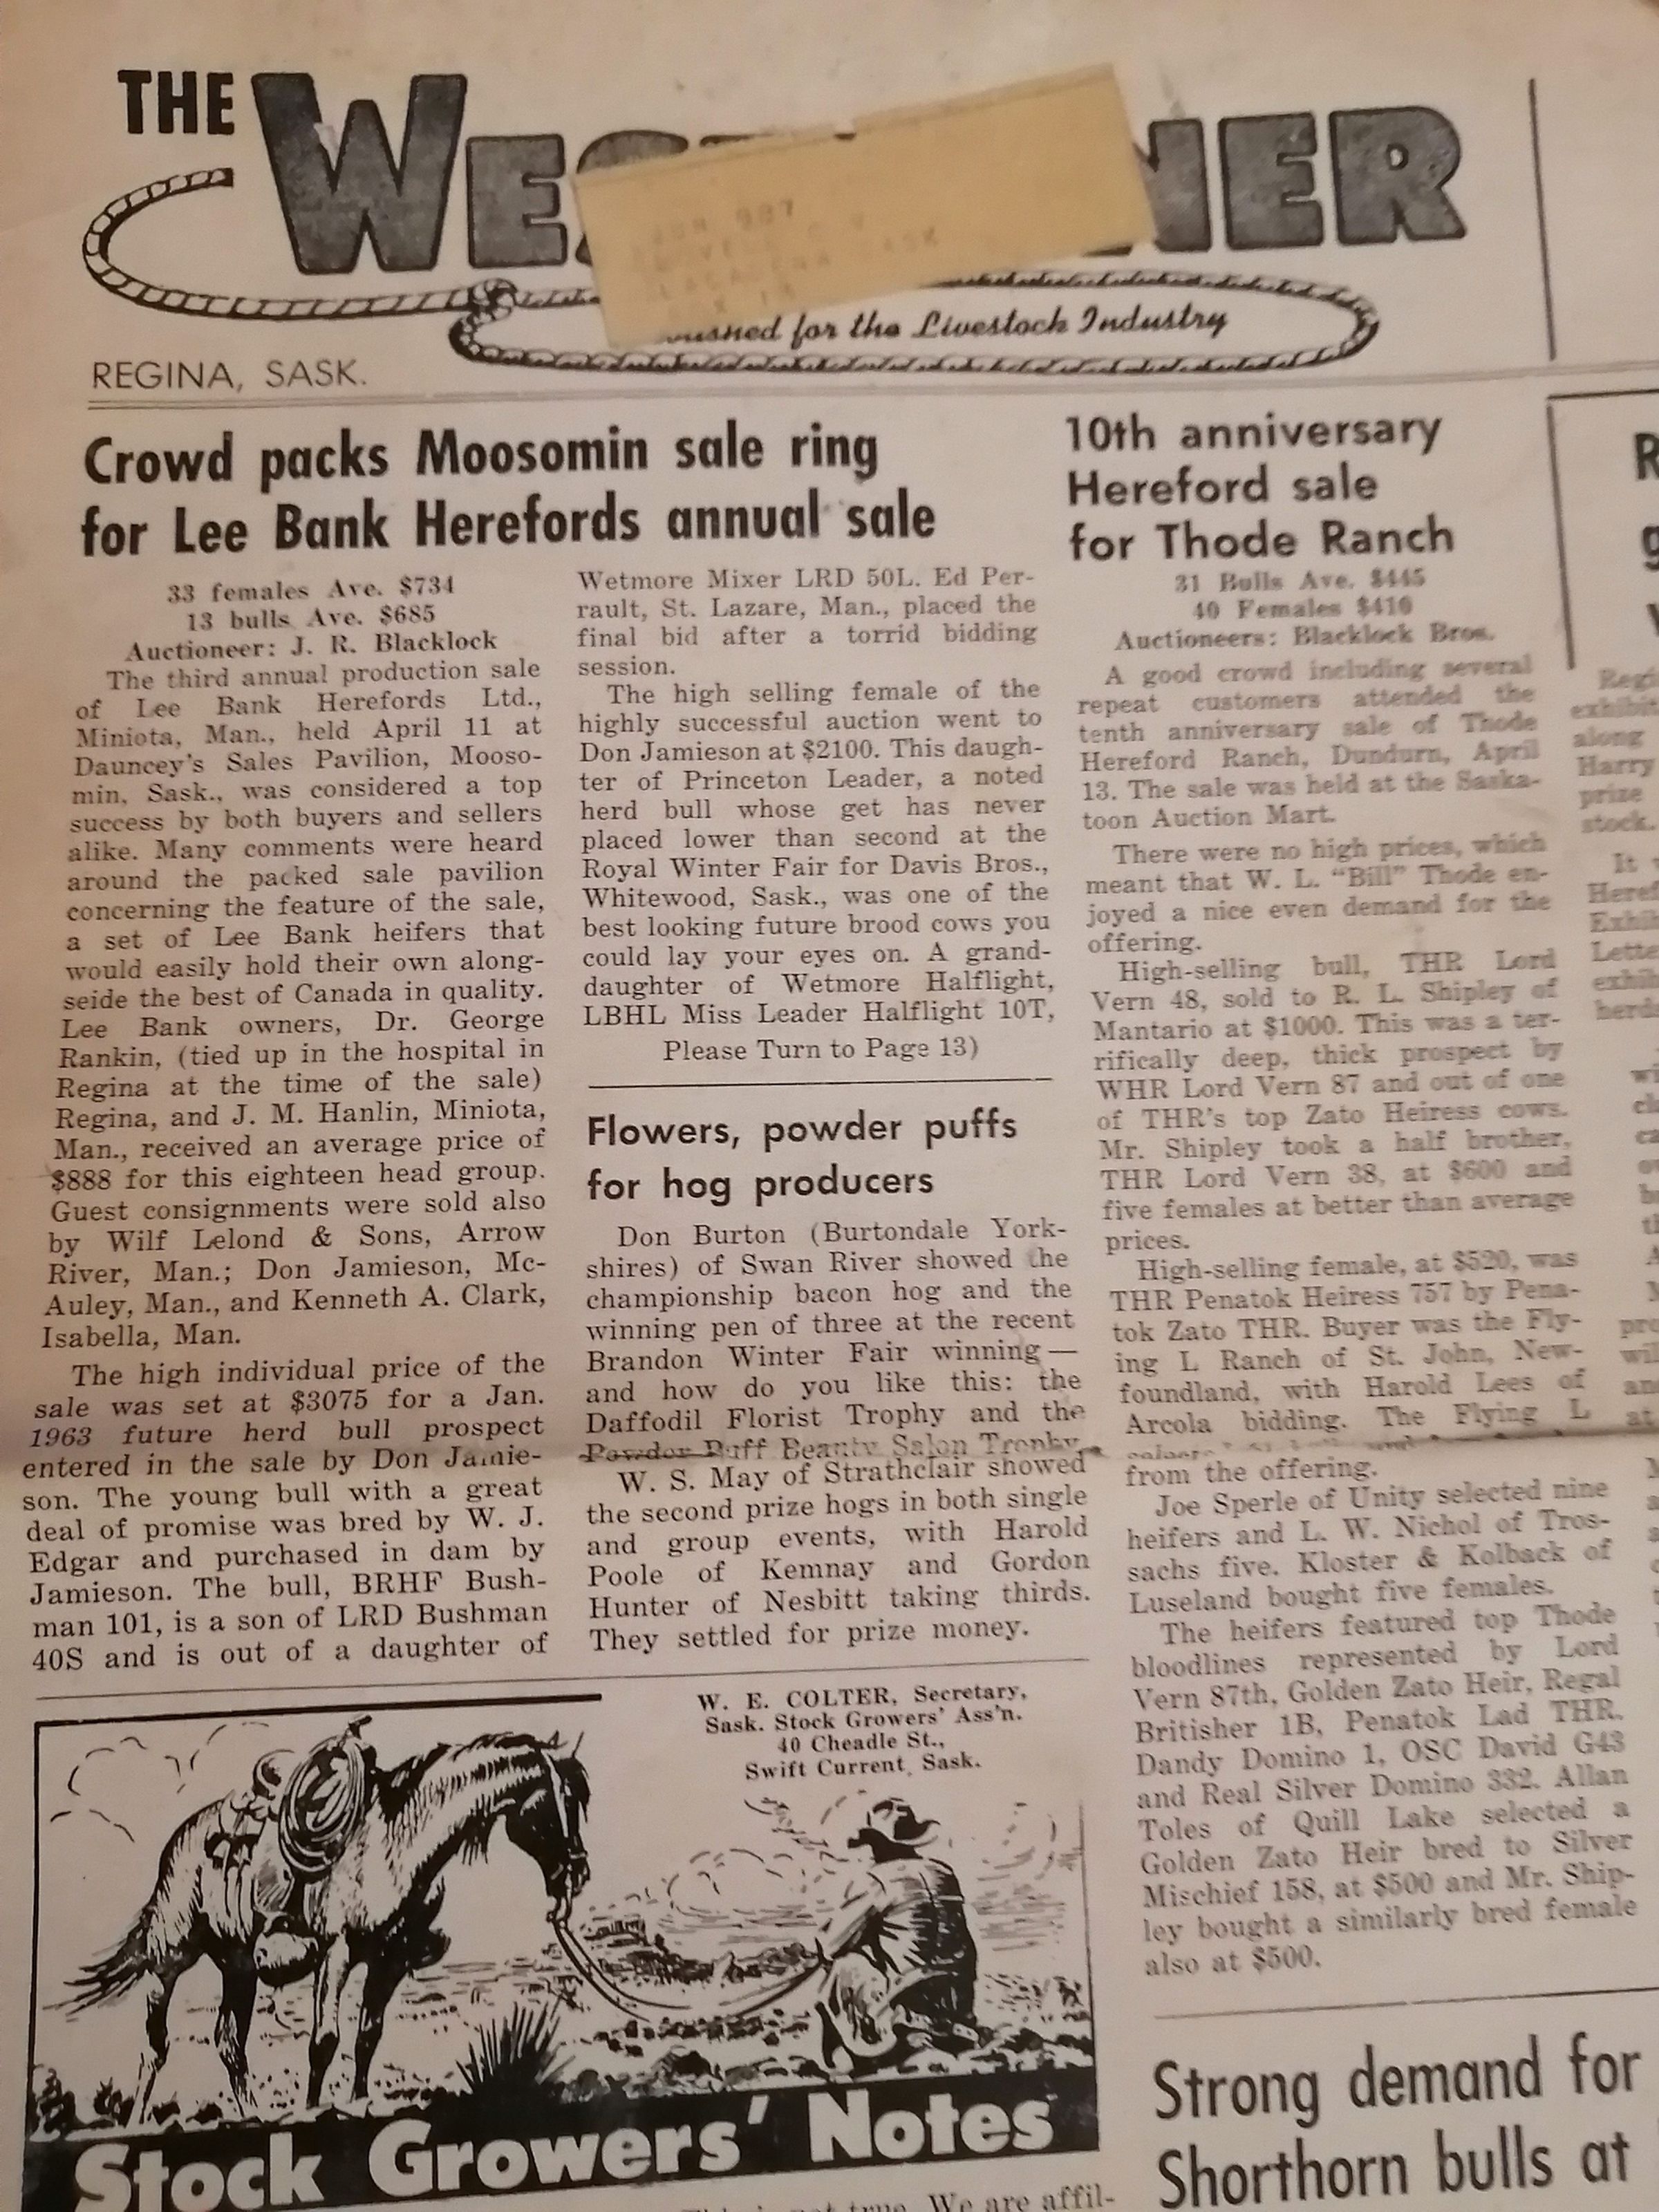 THE WES NER
for the Livestock Industry
REGINA, SASK.
Crowd packs Moosomin sale ring
for Lee Bank Herefords annual sale
33 females Ave. $734
13 bulls Ave. $685
Auctioneer: J. R. Blacklock
The third annual production sale
of Lee Bank Herefords Ltd.,
Miniota, Man., held April 11 at
Dauncey's Sales Pavilion, Mooso-
min, Sask., was considered a top
success by both buyers and sellers
alike. Many comments were heard
around the packed sale pavilion
concerning the feature of the sale,
a set of Lee Bank heifers that
would easily hold their own along-
seide the best of Canada in quality.
Lee Bank owners, Dr. George
Rankin, (tied up in the hospital in
Regina at the time of the sale)
Regina, and J. M. Hanlin, Miniota,
Man., received an average price of
$888 for this eighteen head group.
Guest consignments were sold also
by Wilf Lelond & Sons, Arrow
River, Man.; Don Jamieson, Mc-
Auley, Man., and Kenneth A. Clark,
Isabella, Man.
The high individual price of the
sale was set at $3075 for a Jan.
1963 future herd bull prospect
entered in the sale by Don Jamie-
son. The young bull with a great
deal of promise was bred by W. J.
Edgar and purchased in dam by
Jamieson. The bull, BRHF Bush-
man 101, is a son of LRD Bushman
40S and is out of a daughter of
Wetmore Mixer LRD 50L. Ed Per-
rault, St. Lazare, Man., placed the
final bid after a torrid bidding
session.
The high selling female of the
highly successful auction went to
Don Jamieson at $2100. This daugh-
ter of Princeton Leader, a noted
herd bull whose get has never
placed lower than second at the
Royal Winter Fair for Davis Bros.,
Whitewood, Sask., was one of the
best looking future brood cows you
could lay your eyes on. A grand-
daughter of Wetmore Halflight,
LBHL Miss Leader Halflight 10T,
Please Turn to Page 13)
Flowers, powder puffs
for hog producers
Don Burton (Burtondale York-
shires) of Swan River showed the
championship bacon hog and the
winning pen of three at the recent
Brandon Winter Fair winning —
and how do you like this: the
Daffodil Florist Trophy and the
Powder Puff Beauty Salon Trophy.
W. S. May of Strathclair showed
the second prize hogs in both single
and group events, with Harold
Poole of Kemnay and Gordon
Hunter of Nesbitt taking thirds.
They settled for prize money.
10th anniversary
Hereford sale
for Thode Ranch
31 Bulls Ave. $445
40 Females $410
Auctioneers: Blacklock Bros.
A good crowd including several
repeat customers attended the
tenth anniversary sale of Thode
Hereford Ranch, Dundurn, April
13. The sale was held at the Saska-
toon Auction Mart.
There were no high prices, which
meant that W. L. "Bill" Thode en-
joyed a nice even demand for the
offering.
High-selling bull, THR Lord
Vern 48, sold to R. L. Shipley of
Mantario at $1000. This was a ter-
rifically deep, thick prospect by
WHR Lord Vern 87 and out of one
of THR's top Zato Heiress cows.
Mr. Shipley took a half brother,
THR Lord Vern 38, at $600 and
five females at better than average
prices.
High-selling female, at $520, was
THR Penatok Heiress 757 by Pena-
tok Zato THR. Buyer was the Fly-
ing L Ranch of St. John, New-
foundland, with Harold Lees of
Arcola bidding. The Flying L
from the offering.
Joe Sperle of Unity selected nine
heifers and L. W. Nichol of Tros-
sachs five. Kloster & Kolback of
Luseland bought five females.
The heifers featured top Thode
bloodlines represented by Lord
Vern 87th, Golden Zato Heir, Regal
Britisher 1B, Penatok Lad THR,
Dandy Domino 1, OSC David G43
and Real Silver Domino 332. Allan
Toles of Quill Lake selected a
Golden Zato Heir bred to Silver
Mischief 158, at $500 and Mr. Ship-
ley bought a similarly bred female
also at $500.
W. E. COLTER, Secretary,
Sask. Stock Growers' Ass'n.
40 Cheadle St.,
Swift Current, Sask.
Stock Growers' Notes
not true. We are affil-
Strong demand for
Shorthorn bulls at